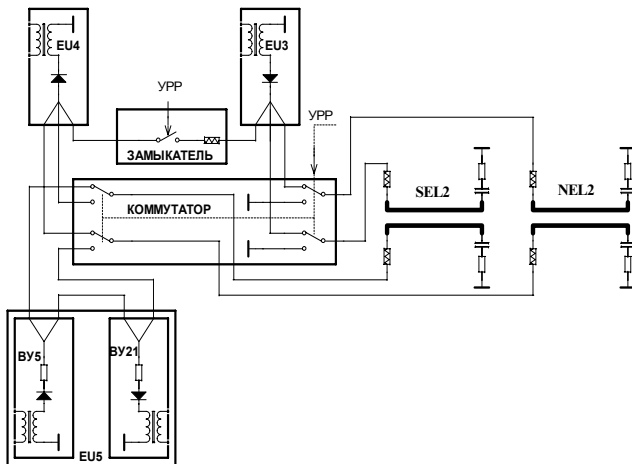 EU4
EU3
УРР
УРР
ЗАМЫКАТЕЛЬ
КОММУТАТОР
SEL2
NEL2
ВУ5
ВУ21
EU5